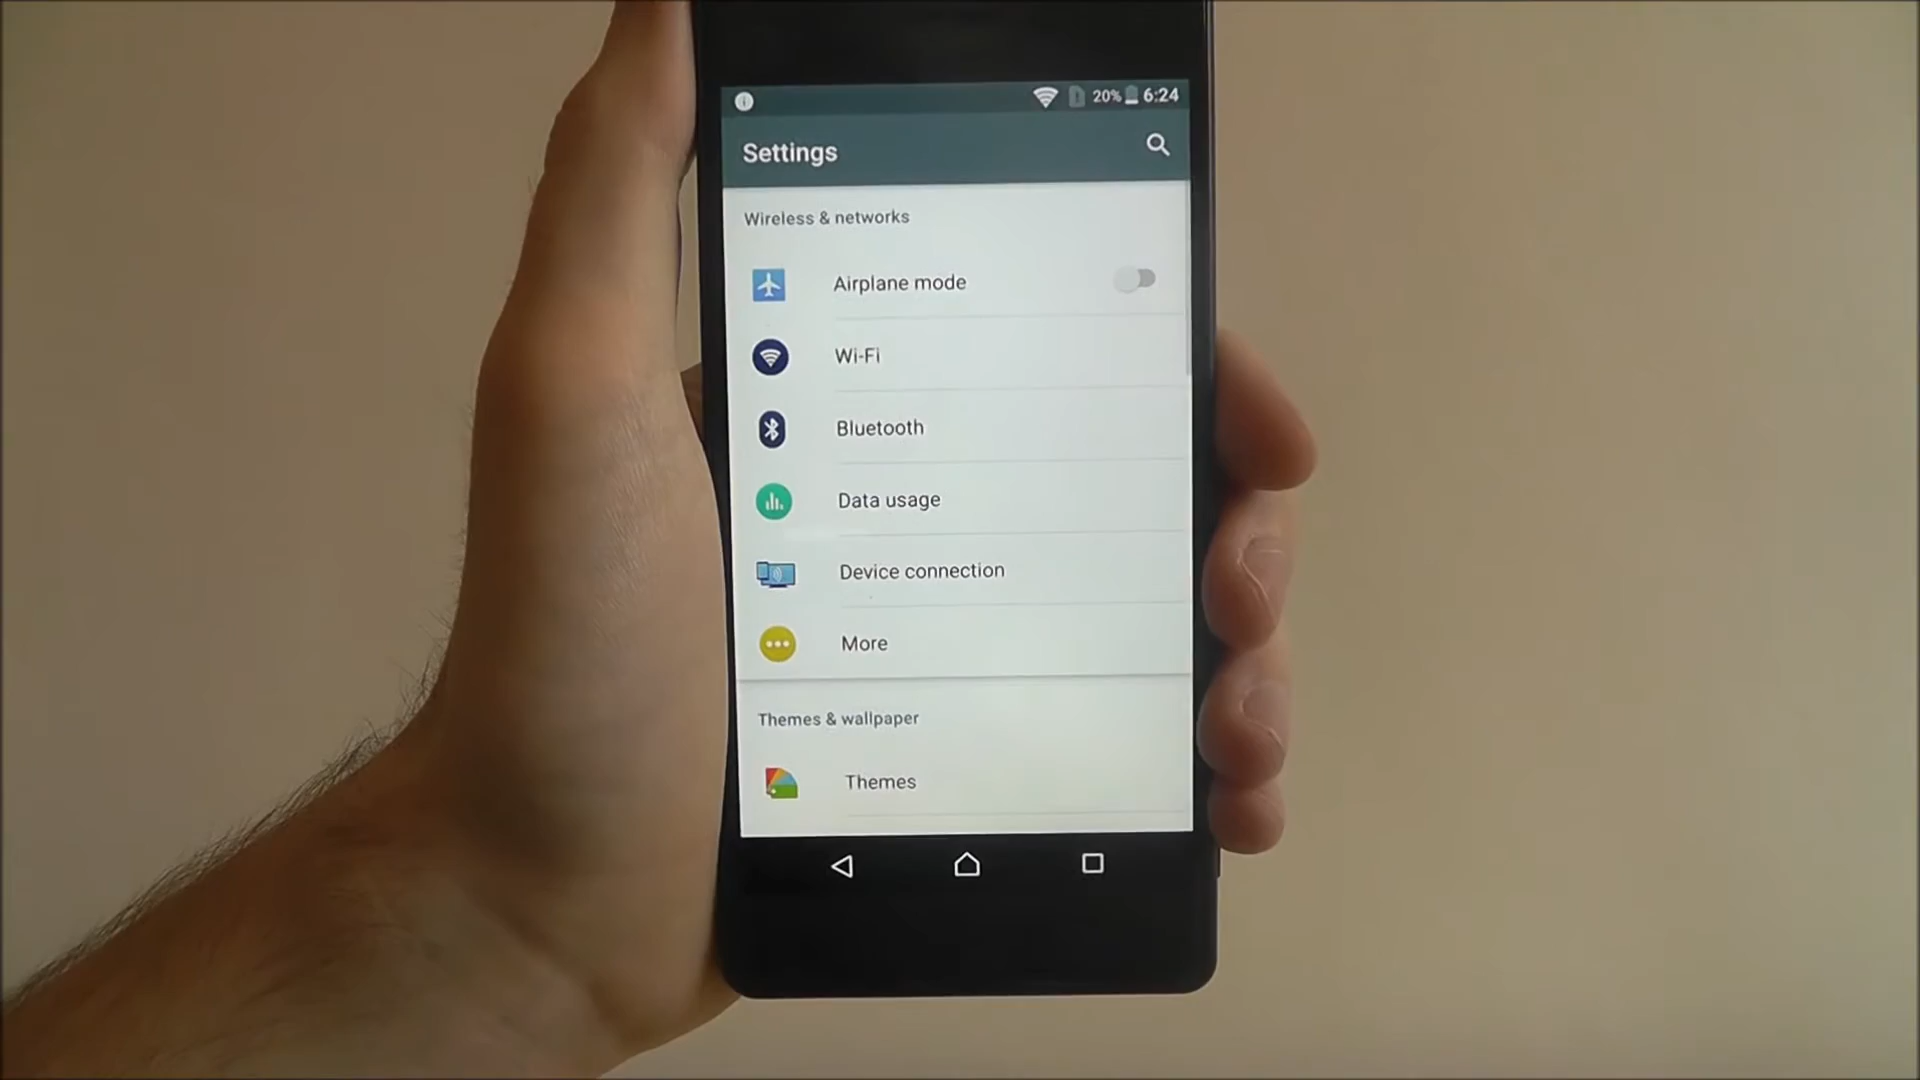 20% 6:24
Settings
Wireless & networks
Airplane mode
Wi-Fi
Bluetooth
Data usage
Device connection
More
Themes & wallpaper
Themes